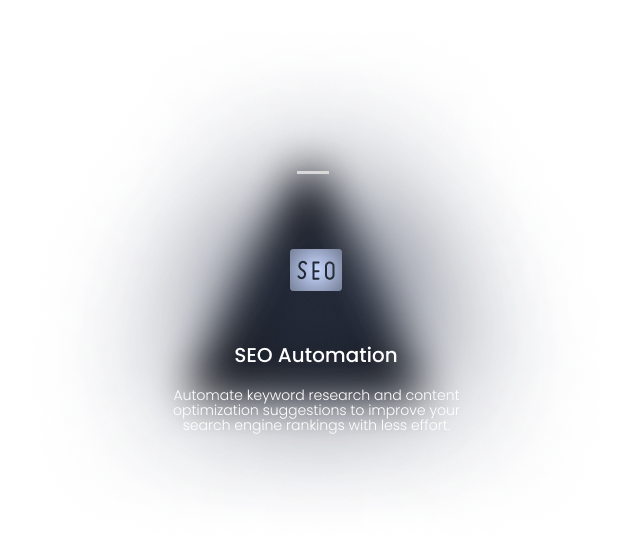 SEO
SEO Automation
Automate keyword research and content
optimization suggestions to improve your
search engine rankings with less effort.